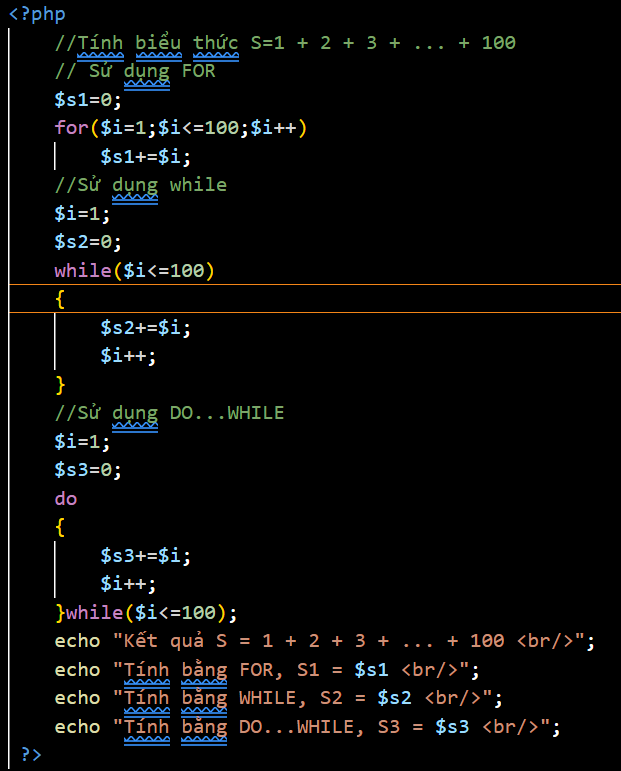 <?php
//Tính biểu thức S=1 + 2 + 3 + ... + 100
// Sử dụng FOR
$s1=0;
for($i=1;$i<=100;$i++)
$s1+=$i;
//Sử dụng while
$i=1;
$s2=0;
while($i<=100)
{
$s2+=$i;
$i++;
}
//Sử dụng DO...WHILE
$i=1;
$s3=0;
do
{
$s3+=$i;
$i++;
}while($i<=100);
echo "Kết quả S = 1 + 2 + 3 + ... + 100 <br/>";
echo "Tính bằng FOR, S1 = $s1 <br/>";
echo "Tính bằng WHILE, S2 = $s2 <br/>";
echo "Tính bằng DO...WHILE, S3 = $s3 <br/>";
?>